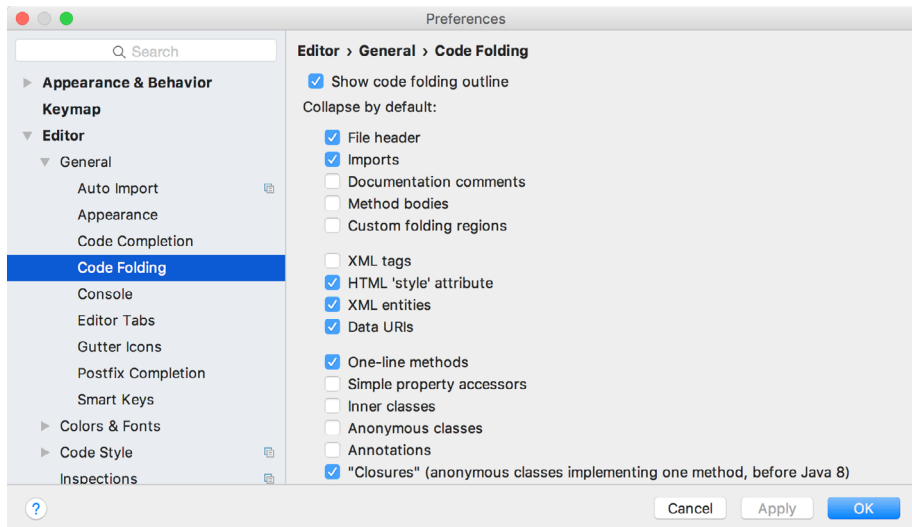 Preferences
Search
Appearance & Behavior
Keymap
Editor
General
Auto Import
Appearance
Code Completion
Code Folding
Console
Editor Tabs
Gutter Icons
Postfix Completion
Smart Keys
Colors & Fonts
Code Style
Inspections
Editor › General › Code Folding
Show code folding outline
Collapse by default:
File header
Imports
Documentation comments
Method bodies
Custom folding regions
XML tags
HTML 'style' attribute
XML entities
Data URIs
One-line methods
Simple property accessors
Inner classes
Anonymous classes
Annotations
"Closures" (anonymous classes implementing one method, before Java 8)
?
Cancel
Apply
OK